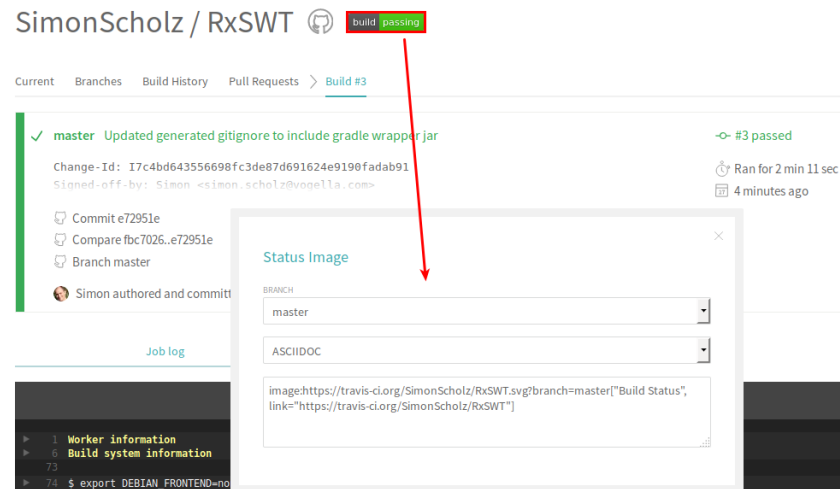 SimonScholz / RxSWT
build passing
Current Branches Build History Pull Requests Build #3
master Updated generated gitignore to include gradle wrapper jar
#3 passed
Change-Id: I7c4bd643556698fc3de87d691624e9190fadab91
Ran for 2 min 11 sec
Signed-off-by: Simon <simon.scholz@vogella.com>
4 minutes ago
Commit e72951e
Compare fbc7026..e72951e
Branch master
Simon authored and committ
Status Image
BRANCH
master
ASCIIDOC
image:https://travis-ci.org/SimonScholz/RxSWT.svg?branch=master["Build Status",
link="https://travis-ci.org/SimonScholz/RxSWT"]
Job log
1 Worker information
6 Build system information
73
74 $ export DEBIAN_FRONTEND=no